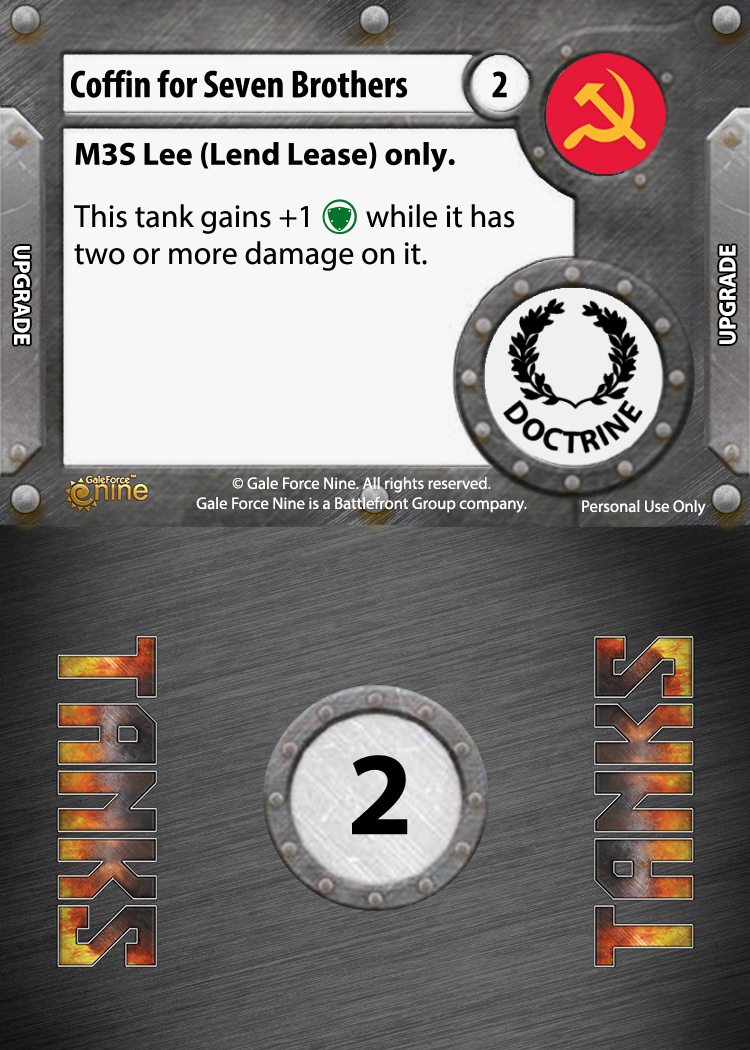 Coffin for Seven Brothers
2
M3S Lee (Lend Lease) only.
This tank gains +1 while it has
two or more damage on it.
UPGRADE
UPGRADE
DOCTRINE
GaleForce™
nine
© Gale Force Nine. All rights reserved.
Gale Force Nine is a Battlefront Group company.
Personal Use Only
TANKS
2
TANKS